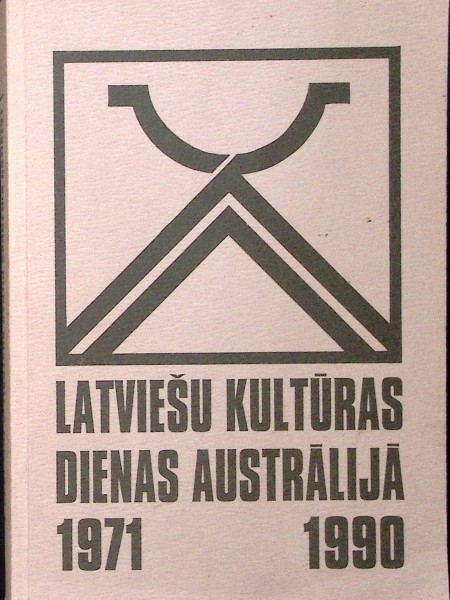 LATVIEŠU KULTŪRAS
DIENAS AUSTRĀLIJĀ
1971 1990